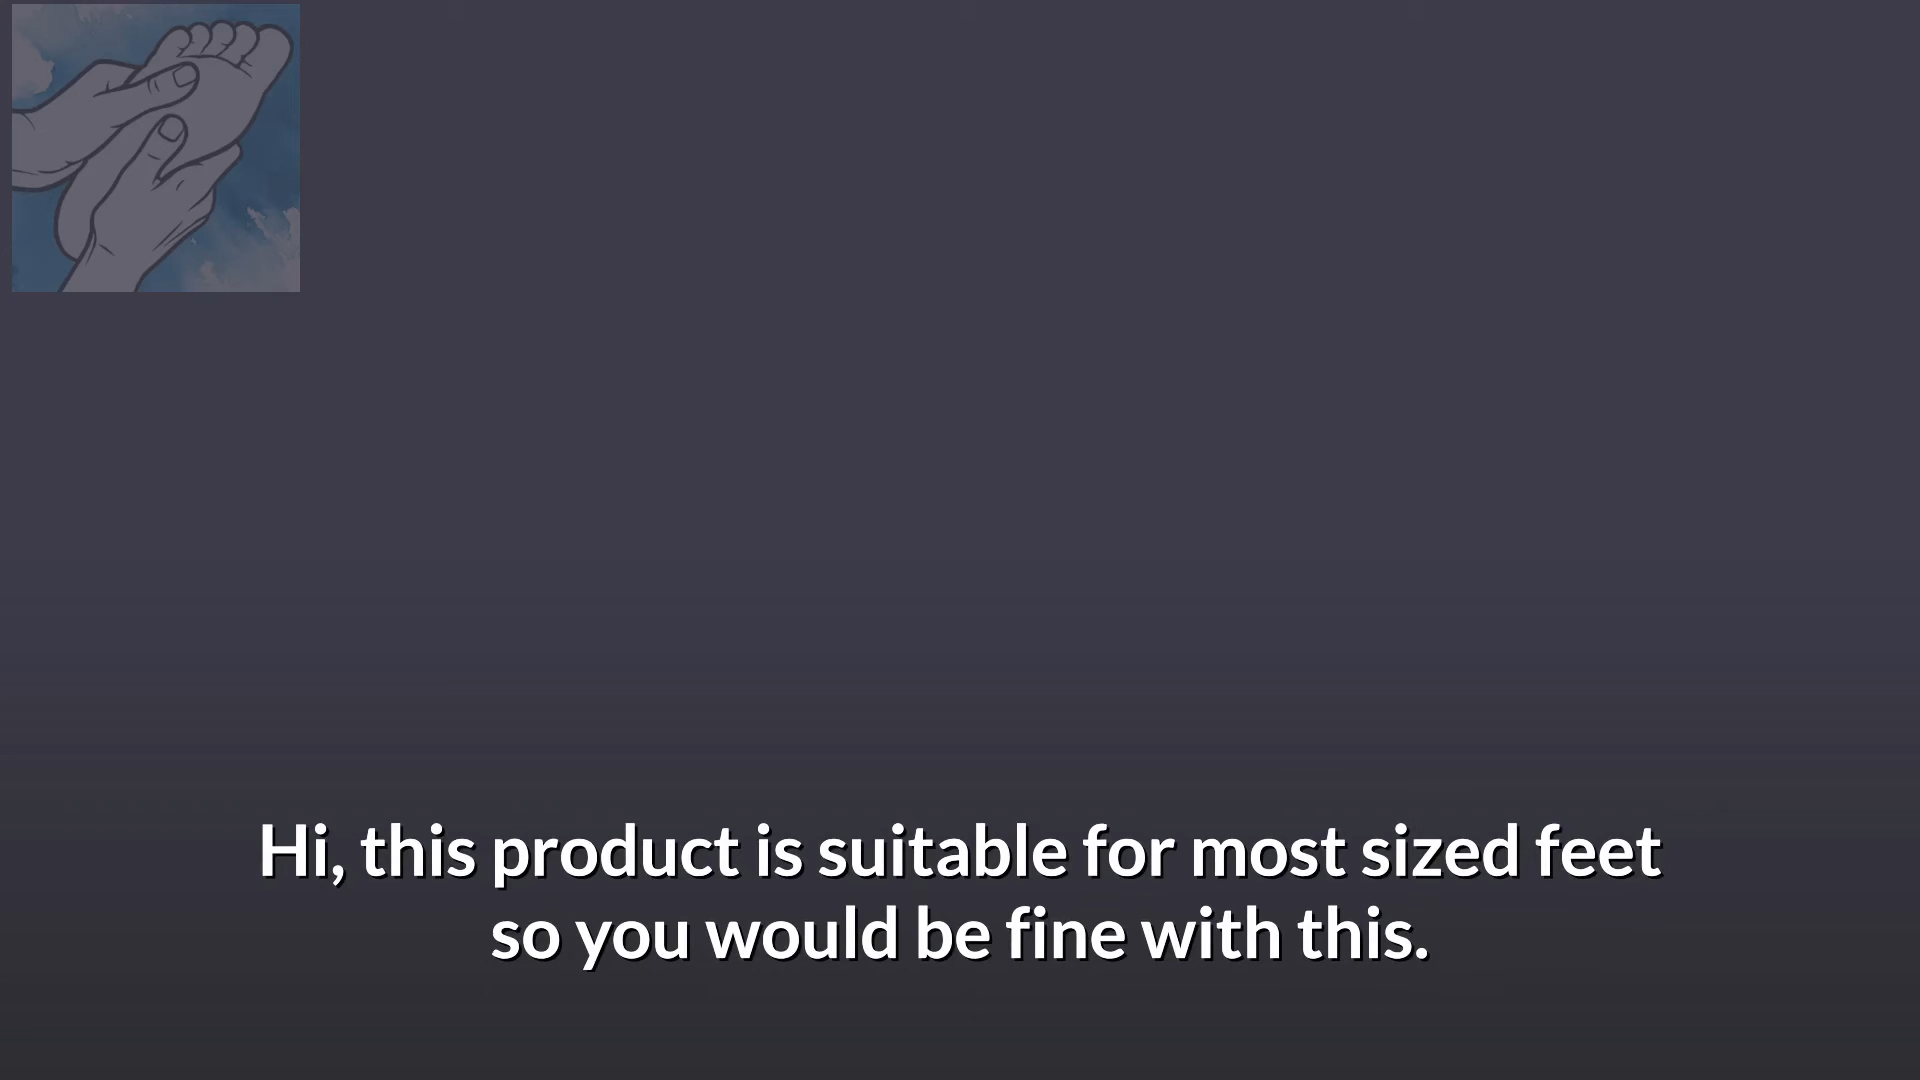 Hi, this product is suitable for most sized feet
so you would be fine with this.